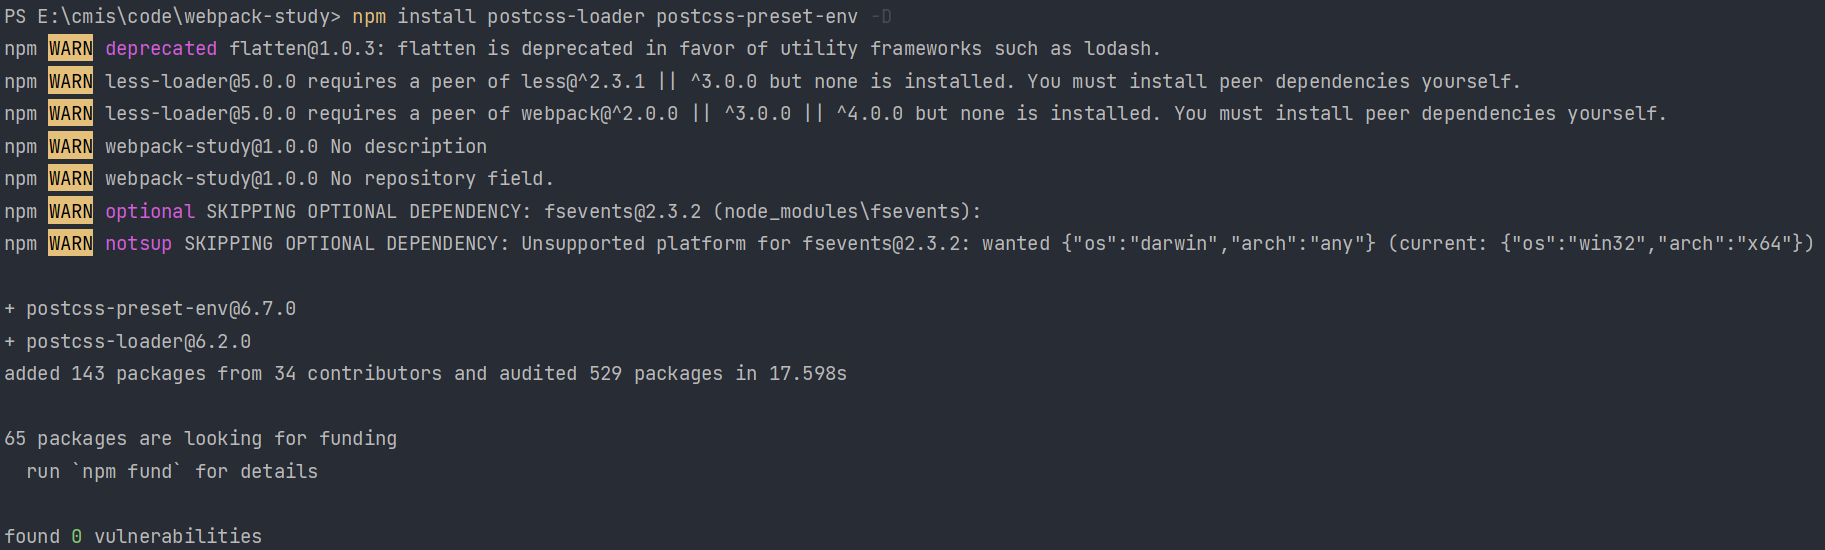 PS E:\cmis\code\webpack-study> npm install postcss-loader postcss-preset-env -D
npm WARN deprecated flatten@1.0.3: flatten is deprecated in favor of utility frameworks such as lodash.
npm WARN less-loader@5.0.0 requires a peer of less@^2.3.1 || ^3.0.0 but none is installed. You must install peer dependencies yourself.
npm WARN less-loader@5.0.0 requires a peer of webpack@^2.0.0 || ^3.0.0 || ^4.0.0 but none is installed. You must install peer dependencies yourself.
npm WARN webpack-study@1.0.0 No description
npm WARN webpack-study@1.0.0 No repository field.
npm WARN optional SKIPPING OPTIONAL DEPENDENCY: fsevents@2.3.2 (node_modules\fsevents):
npm WARN notsup SKIPPING OPTIONAL DEPENDENCY: Unsupported platform for fsevents@2.3.2: wanted {"os":"darwin","arch":"any"} (current: {"os":"win32","arch":"x64"})
+ postcss-preset-env@6.7.0
+ postcss-loader@6.2.0
added 143 packages from 34 contributors and audited 529 packages in 17.598s
65 packages are looking for funding
  run `npm fund` for details
found 0 vulnerabilities